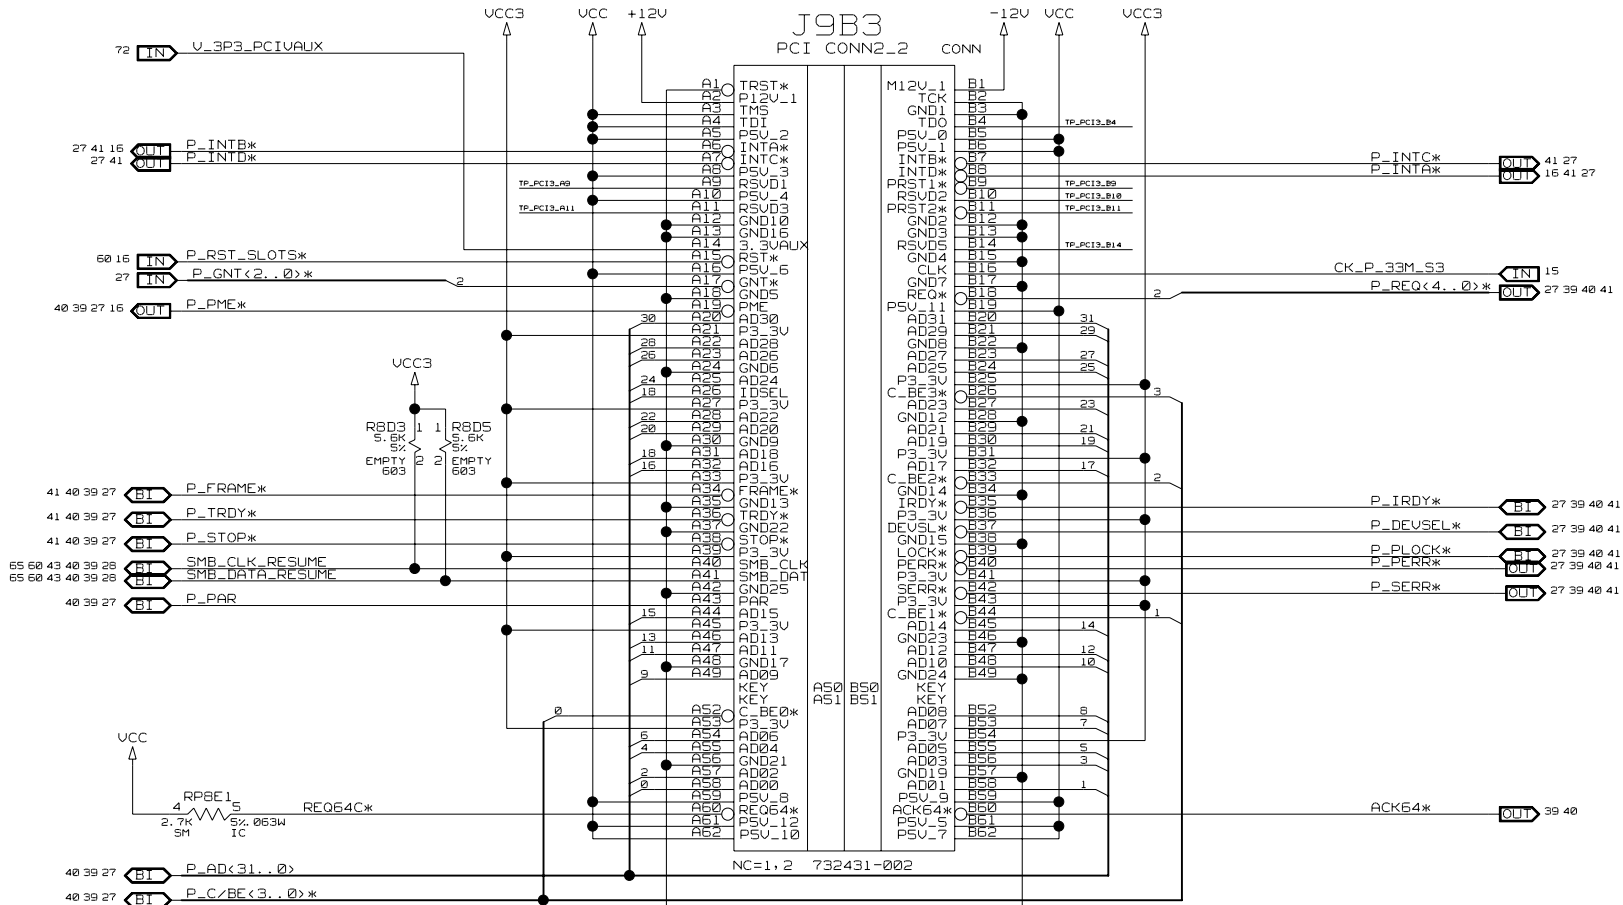 VCC3 VCC +12V J9B3 -12V VCC VCC3
PCI CONN2_2 CONN
72 IN V_3P3_PCIVAUX
A1 TRST* M12V_1 B1
A2 P12V_1 TCK B2
A3 TMS GND1 B3
A4 TDI TDO B4 TP_PCI3_B4
A5 P5V_2 P5V_0 B5
27 41 16 OUT P_INTB* A6 INTA* P5V_1 B6
27 41 OUT P_INTD* A7 INTC* INTB* B7 P_INTC* OUT 41 27
A8 P5V_3 INTD* B8 P_INTA* OUT 16 41 27
TP_PCI3_A9 A9 RSVD1 PRST1* B9 TP_PCI3_B9
A10 P5V_4 RSVD2 B10 TP_PCI3_B10
TP_PCI3_A11 A11 RSVD3 PRST2* B11 TP_PCI3_B11
A12 GND10 GND2 B12
A13 GND16 GND3 B13
A14 3.3VAUX RSVD5 B14 TP_PCI3_B14
60 16 IN P_RST_SLOTS* A15 RST* GND4 B15
A16 P5V_6 CLK B16 CK_P_33M_S3 IN 15
27 IN P_GNT<2..0>* 2 A17 GNT* GND7 B17
A18 GND5 REQ* B18 2 P_REQ<4..0>* OUT 27 39 40 41
40 39 27 16 OUT P_PME* A19 PME P5V_11 B19
30 A20 AD30 AD31 B20 31
A21 P3_3V AD29 B21 29
28 A22 AD28 GND8 B22
26 A23 AD26 AD27 B23 27
A24 GND6 AD25 B24 25
24 A25 AD24 P3_3V B25
18 A26 IDSEL C_BE3* B26 3
A27 P3_3V AD23 B27 23
22 A28 AD22 GND12 B28
20 A29 AD20 AD21 B29 21
A30 GND9 AD19 B30 19
18 A31 AD18 P3_3V B31
16 A32 AD16 AD17 B32 17
A33 P3_3V C_BE2* B33 2
VCC3
R8D3 1 1 R8D5
5.6K 5.6K
5% 5%
EMPTY 2 2 EMPTY
603 603
41 40 39 27 BI P_FRAME* A34 FRAME* GND14 B34
A35 GND13 IRDY* B35 P_IRDY* BI 27 39 40 41
41 40 39 27 BI P_TRDY* A36 TRDY* P3_3V B36
A37 GND22 DEVSL* B37 P_DEVSEL* BI 27 39 40 41
41 40 39 27 BI P_STOP* A38 STOP* GND15 B38
A39 P3_3V LOCK* B39 P_PLOCK* BI 27 39 40 41
65 60 43 40 39 28 BI SMB_CLK_RESUME A40 SMB_CLK PERR* B40 P_PERR* OUT 27 39 40 41
65 60 43 40 39 28 BI SMB_DATA_RESUME A41 SMB_DAT P3_3V B41
A42 GND25 SERR* B42 P_SERR* OUT 27 39 40 41
40 39 27 BI P_PAR A43 PAR P3_3V B43
15 A44 AD15 C_BE1* B44 1
A45 P3_3V AD14 B45 14
13 A46 AD13 GND23 B46
11 A47 AD11 AD12 B47 12
A48 GND17 AD10 B48 10
9 A49 AD09 GND24 B49
KEY A50 B50 KEY
KEY A51 B51 KEY
0 A52 C_BE0* AD08 B52 8
A53 P3_3V AD07 B53 7
6 A54 AD06 P3_3V B54
4 A55 AD04 AD05 B55 5
A56 GND21 AD03 B56 3
2 A57 AD02 GND19 B57
0 A58 AD00 AD01 B58 1
A59 P5V_8 P5V_9 B59
VCC
RP8E1
4 5 REQ64C* A60 REQ64* ACK64* B60 ACK64* OUT 39 40
2.7K 5%.063W
SM IC
A61 P5V_12 P5V_5 B61
A62 P5V_10 P5V_7 B62
NC=1,2 732431-002
40 39 27 BI P_AD<31..0>
40 39 27 BI P_C/BE<3..0>*